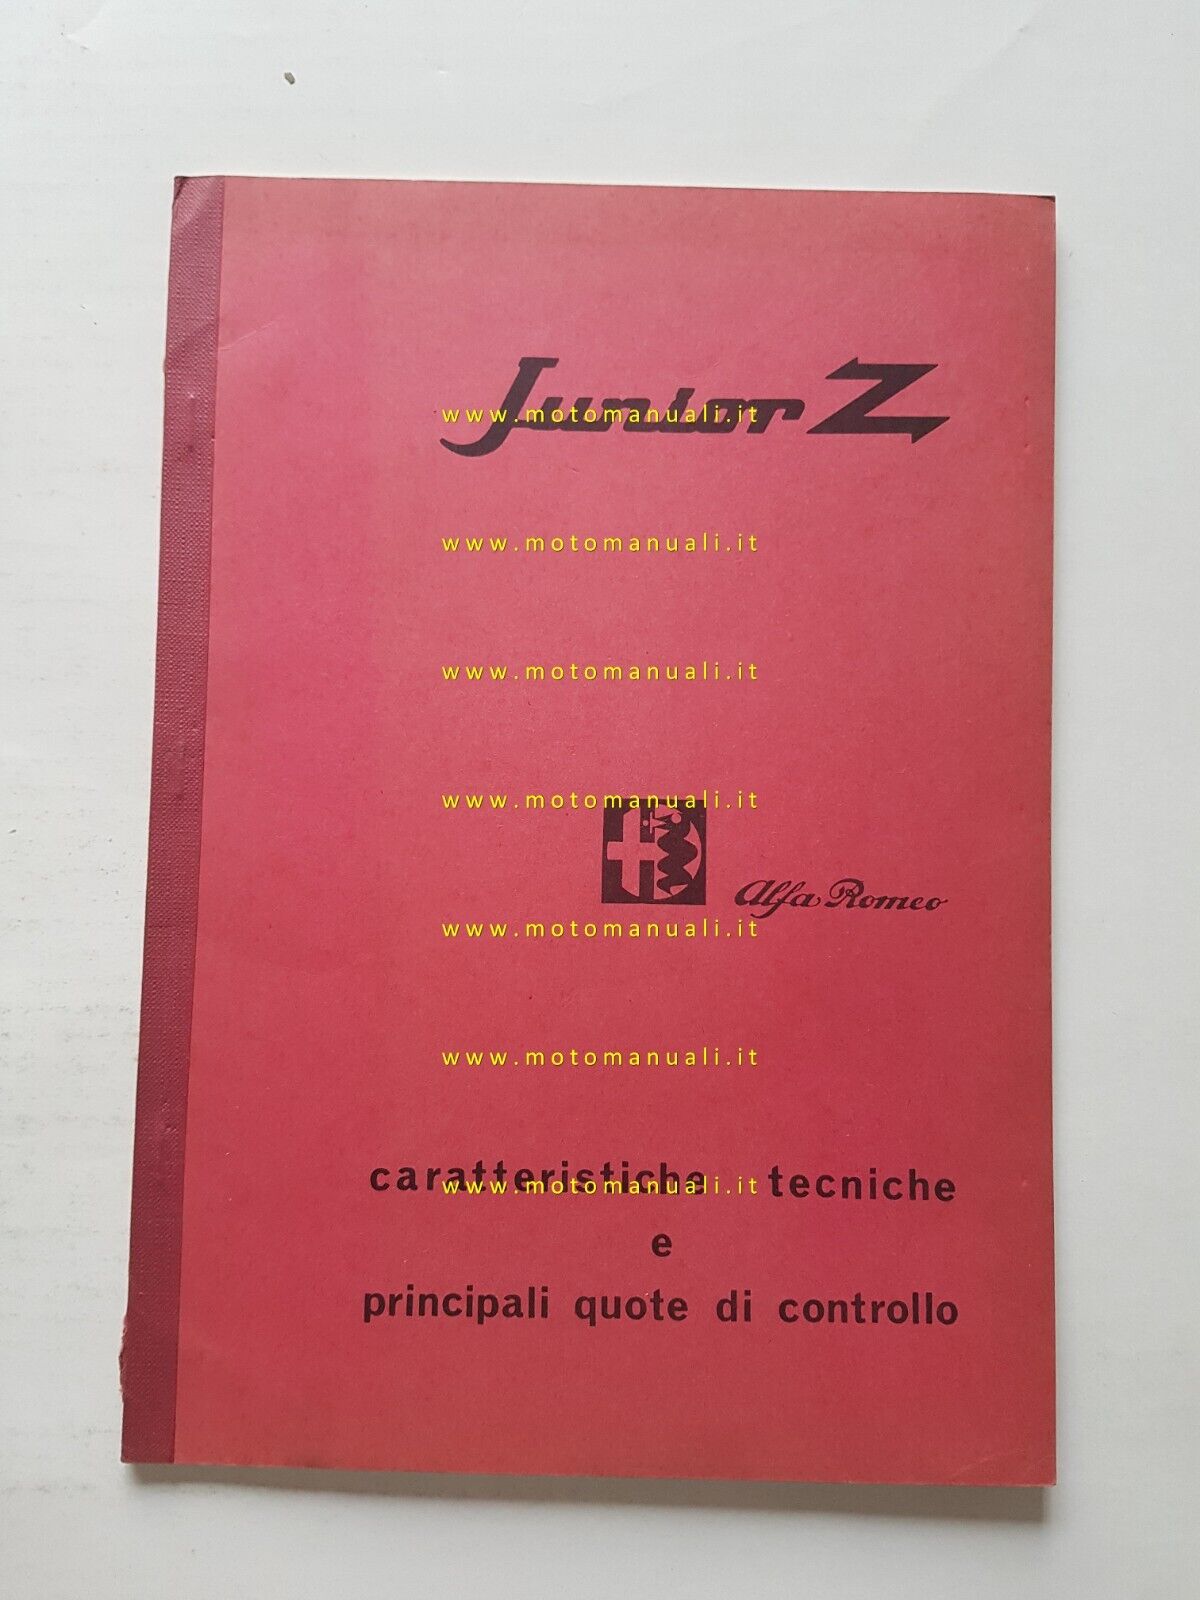 Junior Z
www.motomanuali.it
www.motomanuali.it
www.motomanuali.it
www.motomanuali.it
Alfa Romeo
www.motomanuali.it
www.motomanuali.it
caratteristiche tecniche
www.motomanuali.it
e
principali quote di controllo